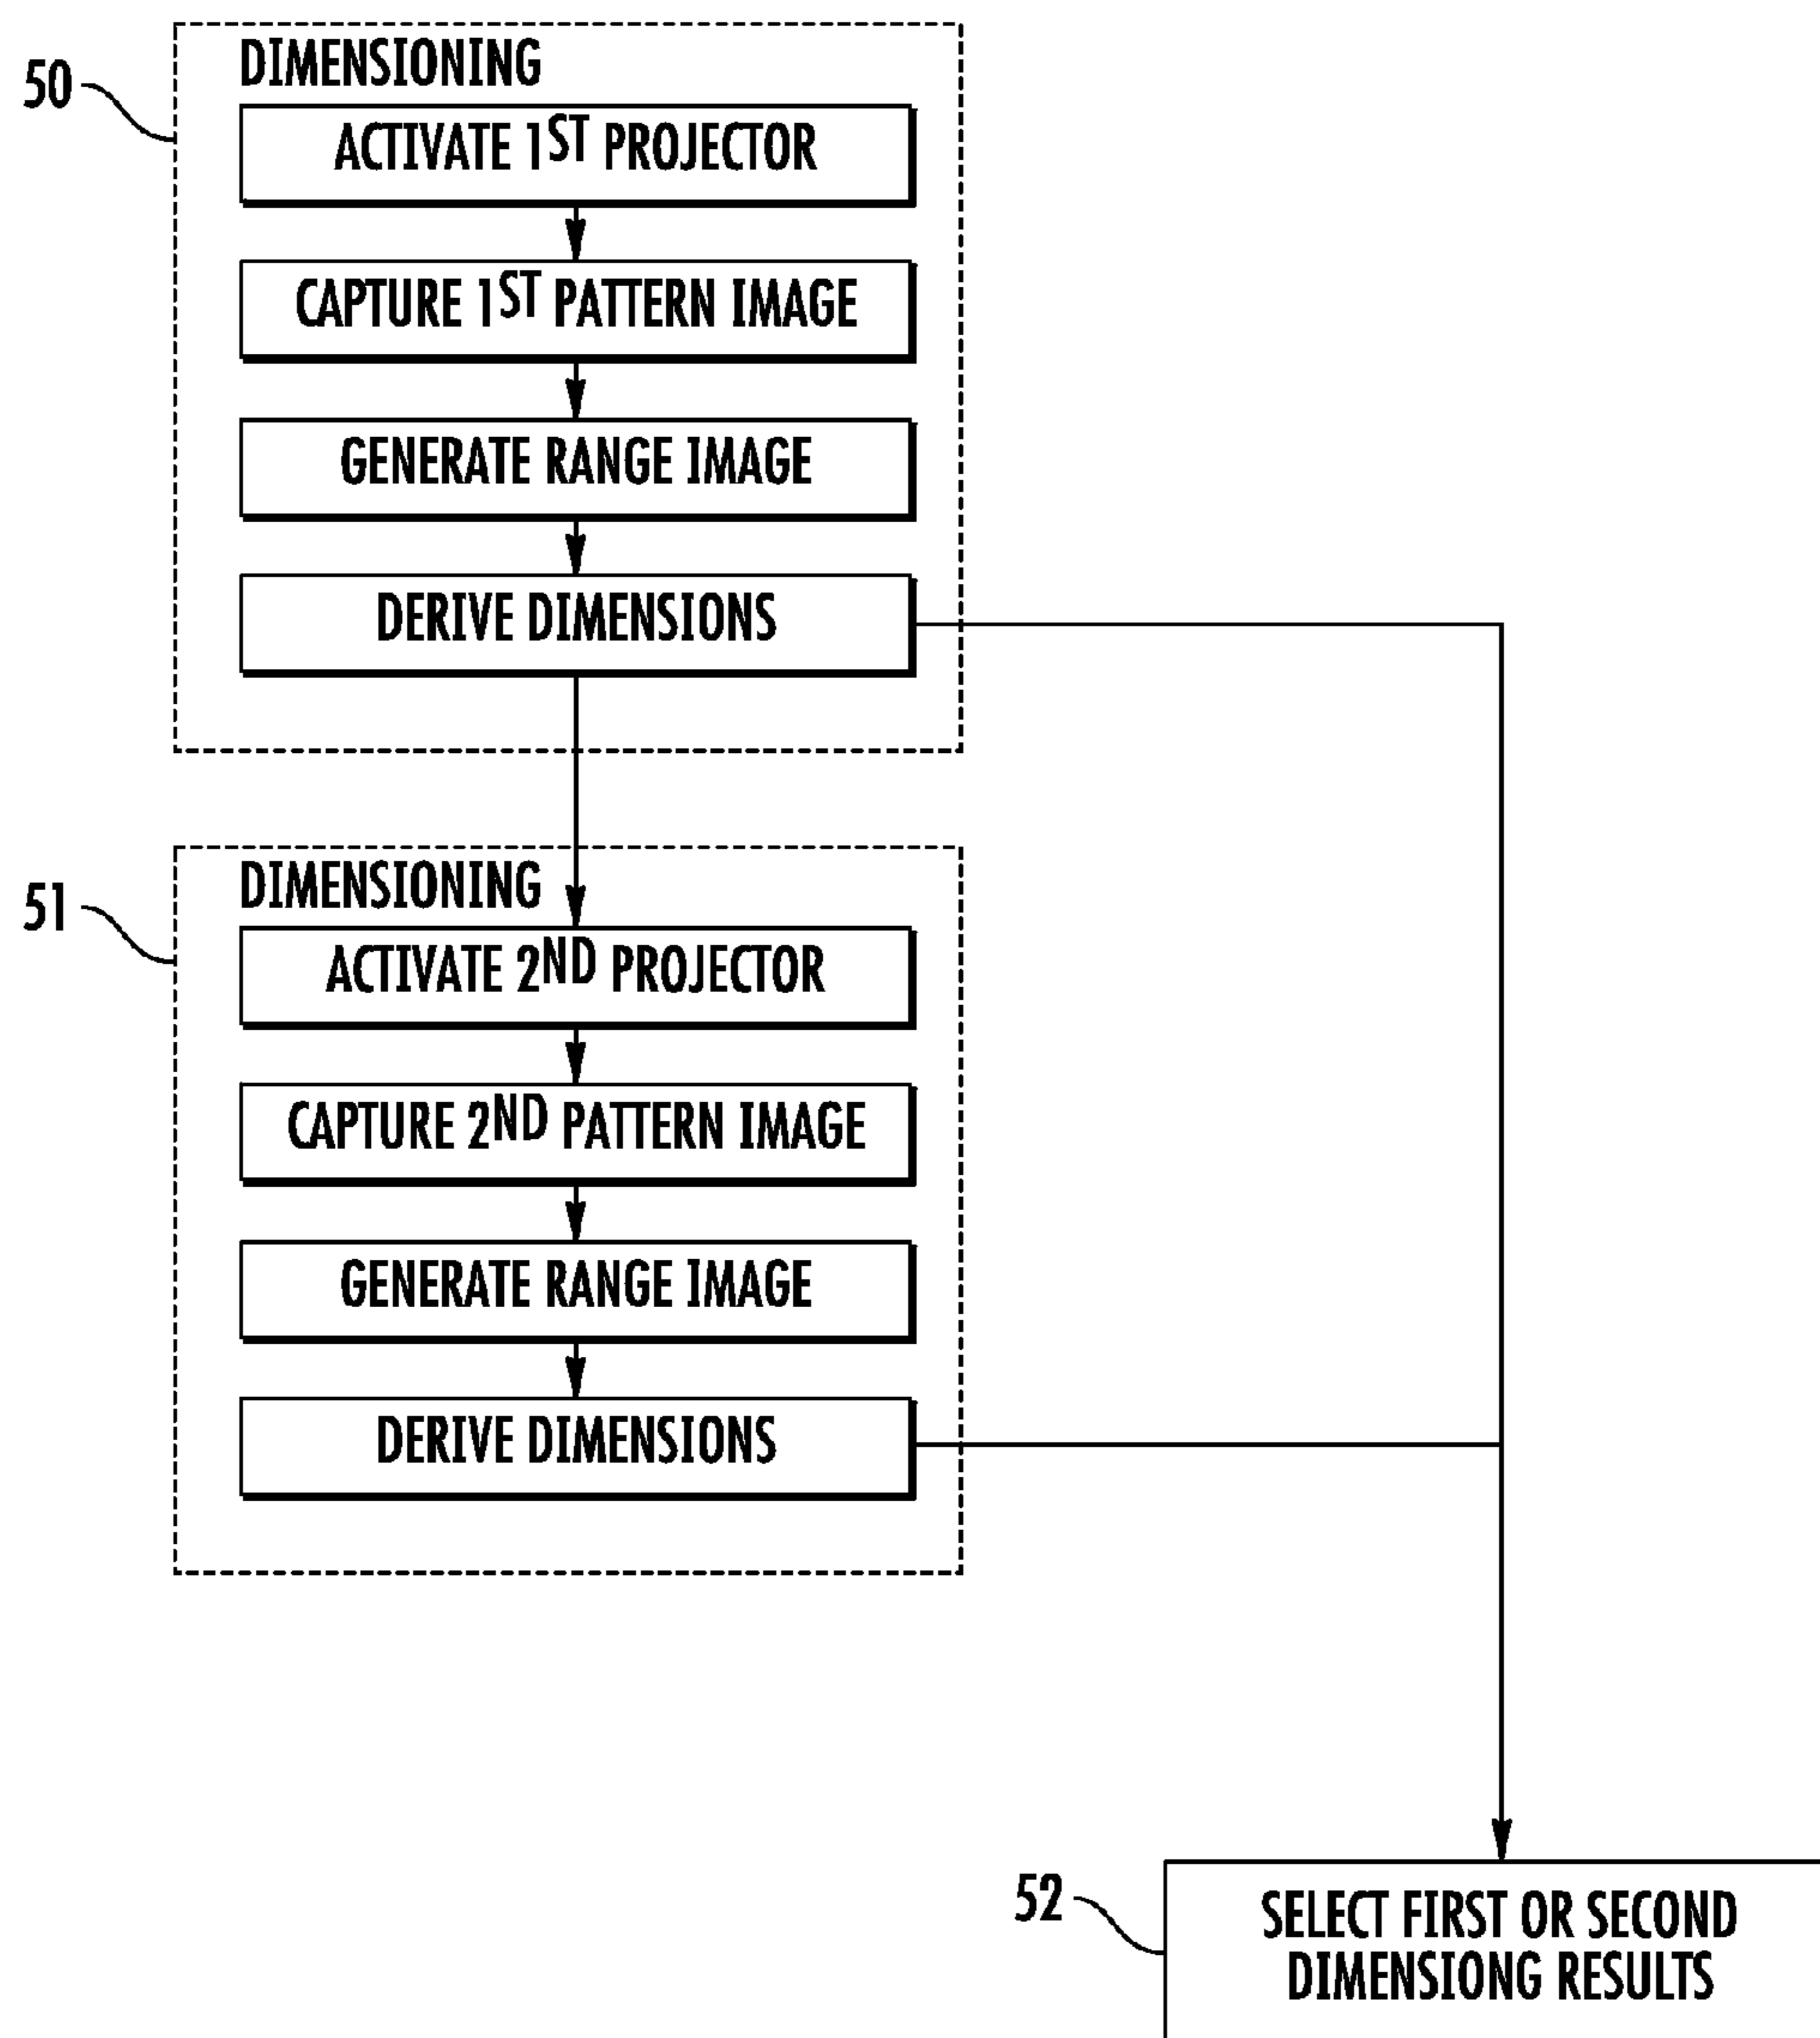 50
DIMENSIONING
ACTIVATE 1ST PROJECTOR
CAPTURE 1ST PATTERN IMAGE
GENERATE RANGE IMAGE
DERIVE DIMENSIONS
51
DIMENSIONING
ACTIVATE 2ND PROJECTOR
CAPTURE 2ND PATTERN IMAGE
GENERATE RANGE IMAGE
DERIVE DIMENSIONS
52
SELECT FIRST OR SECOND
DIMENSIONG RESULTS